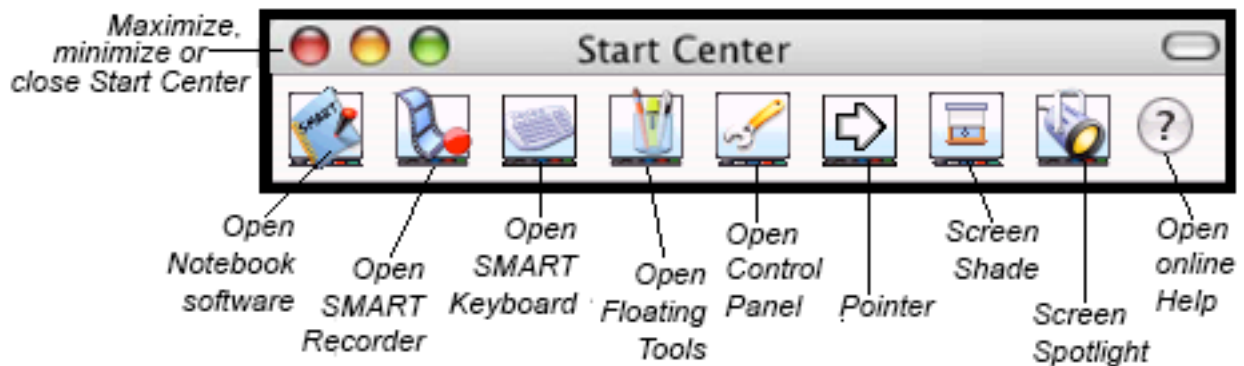 Maximize,
minimize or
close Start Center
Start Center
SMART
?
Open
Notebook
software
Open
SMART
Recorder
Open
SMART
Keyboard
Open
Floating
Tools
Open
Control
Panel
Pointer
Screen
Shade
Screen
Spotlight
Open
online
Help